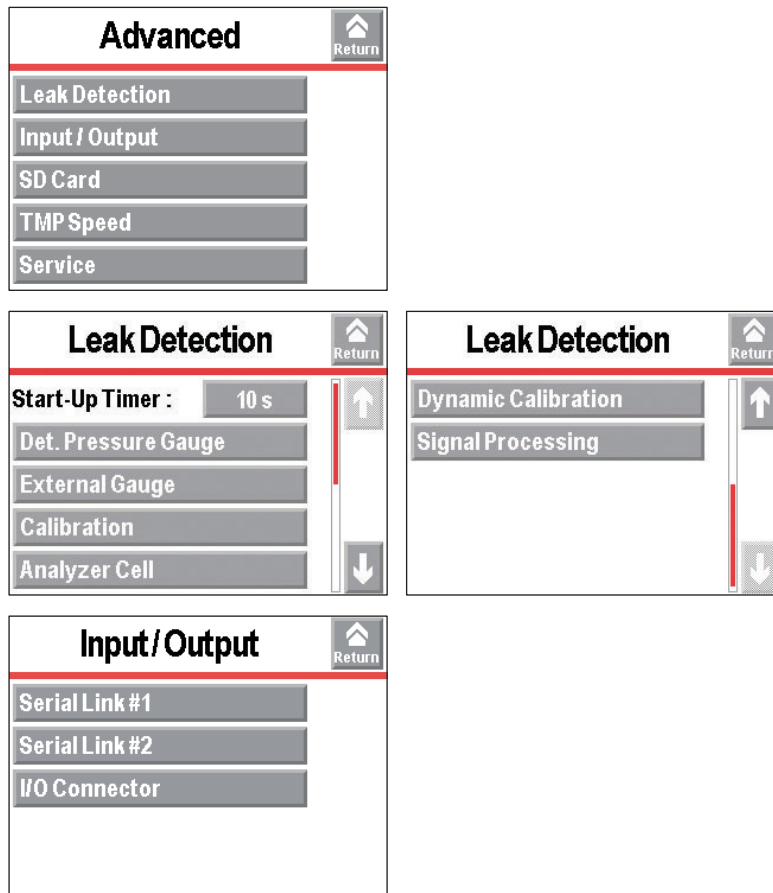 Advanced
Return
Leak Detection
Input / Output
SD Card
TMP Speed
Service
Leak Detection
Return
Start-Up Timer : 10 s
Det. Pressure Gauge
External Gauge
Calibration
Analyzer Cell
Leak Detection
Return
Dynamic Calibration
Signal Processing
Input / Output
Return
Serial Link #1
Serial Link #2
I/O Connector